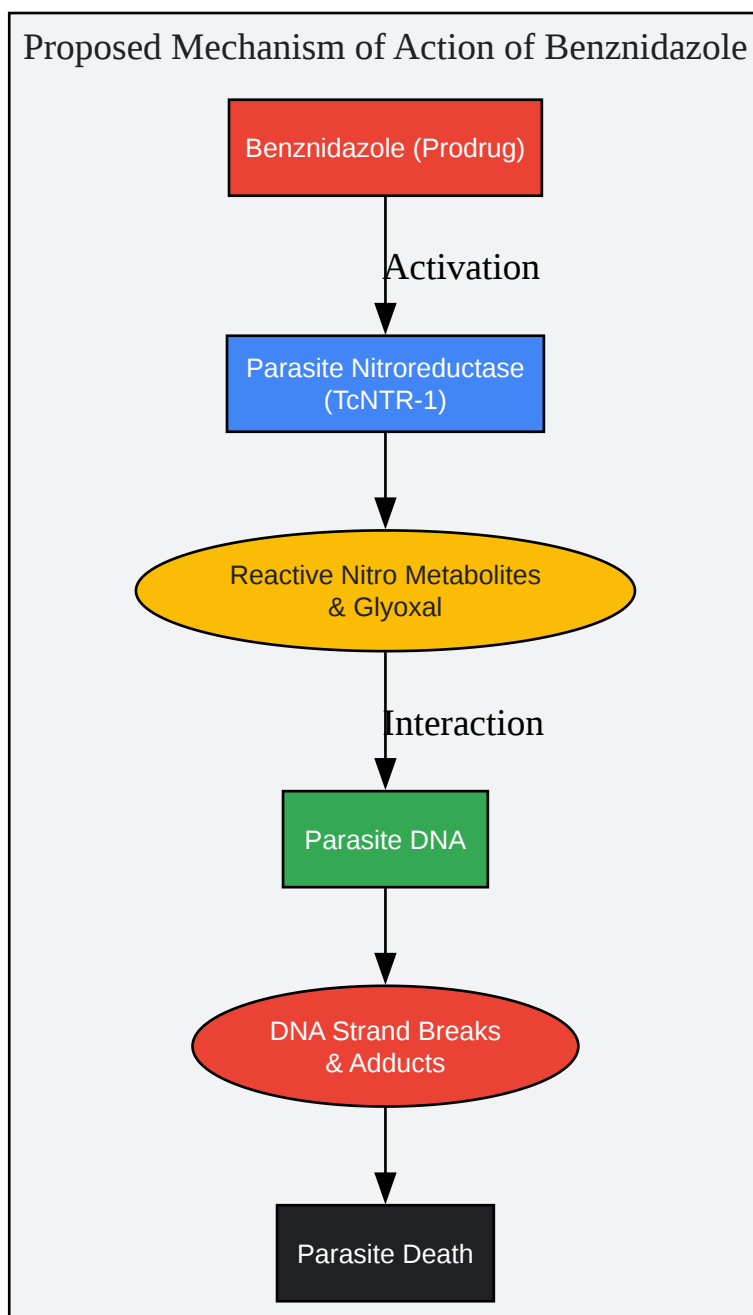 Proposed Mechanism of Action of Benznidazole
Benznidazole (Prodrug)
Activation
Parasite Nitroreductase
(TcNTR-1)
Reactive Nitro Metabolites
& Glyoxal
Interaction
Parasite DNA
DNA Strand Breaks
& Adducts
Parasite Death